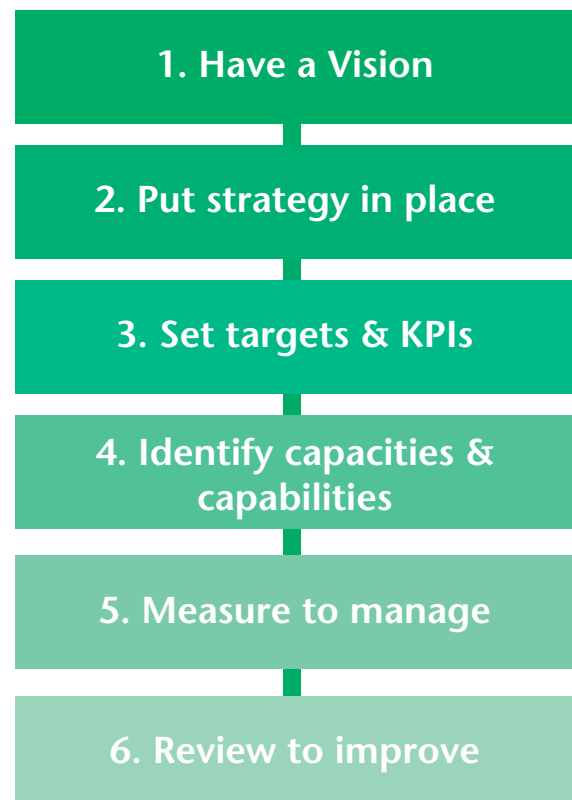 1. Have a Vision
2. Put strategy in place
3. Set targets & KPIs
4. Identify capacities &
capabilities
5. Measure to manage
6. Review to improve